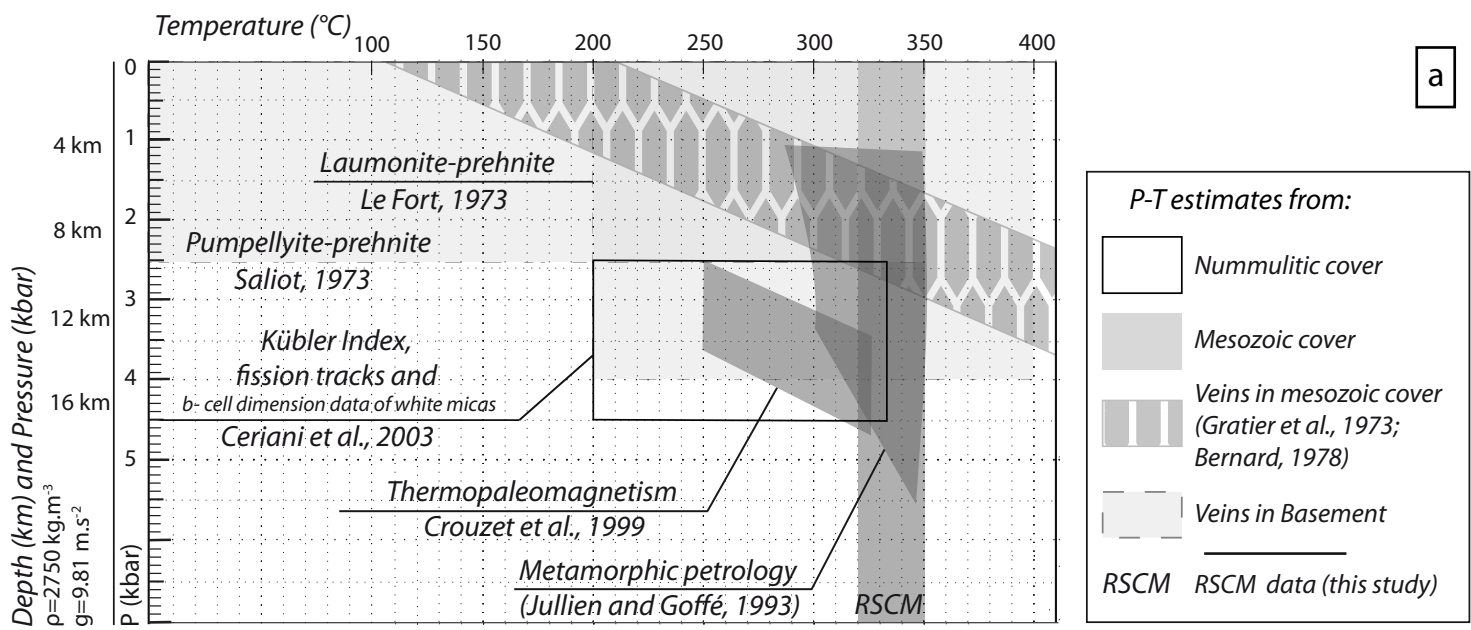 Temperature (°C)
100 150 200 250 300 350 400
a
0
1
4 km
Laumonite-prehnite
Le Fort, 1973
2
8 km
Pumpellyite-prehnite
Saliot, 1973
3
12 km
Kübler Index,
fission tracks and
b- cell dimension data of white micas
Ceriani et al., 2003
4
16 km
5
Thermopaleomagnetism
Crouzet et al., 1999
Metamorphic petrology
(Jullien and Goffé, 1993)
RSCM
Depth (km) and Pressure (kbar)
ρ=2750 kg.m-3
g=9.81 m.s-2
P (kbar)
P-T estimates from:
Nummulitic cover
Mesozoic cover
Veins in mesozoic cover
(Gratier et al., 1973;
Bernard, 1978)
Veins in Basement
RSCM RSCM data (this study)